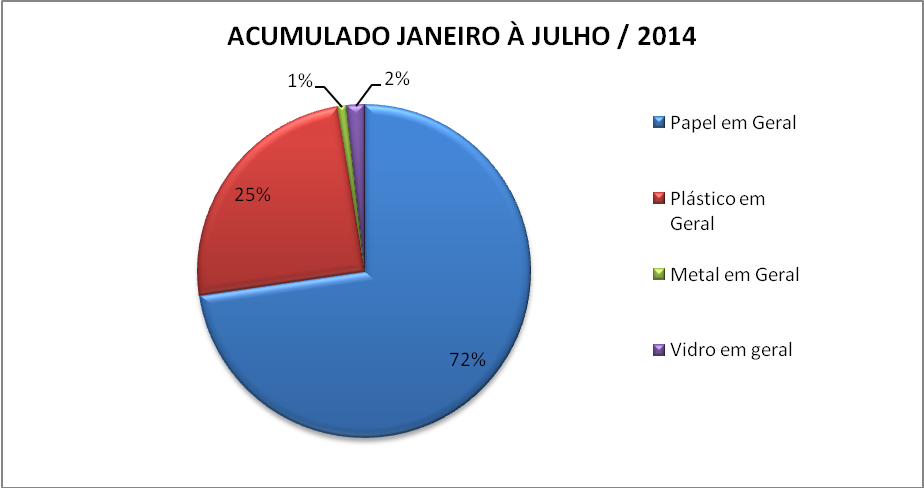 ACUMULADO JANEIRO À JULHO / 2014
1%
2%
25%
72%
Papel em Geral
Plástico em
Geral
Metal em Geral
Vidro em geral